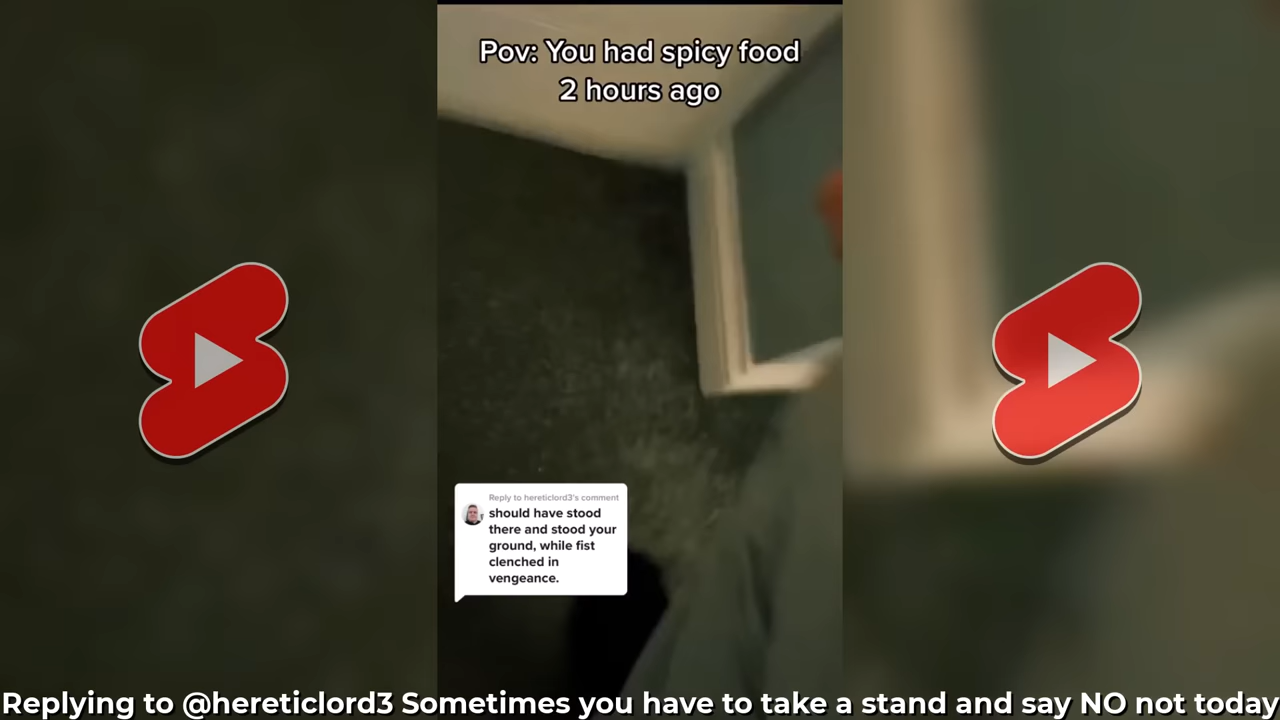 Pov: You had spicy food
2 hours ago
Reply to hereticlord3's comment
should have stood
there and stood your
ground, while fist
clenched in
vengeance.
Replying to @hereticlord3 Sometimes you have to take a stand and say NO not today